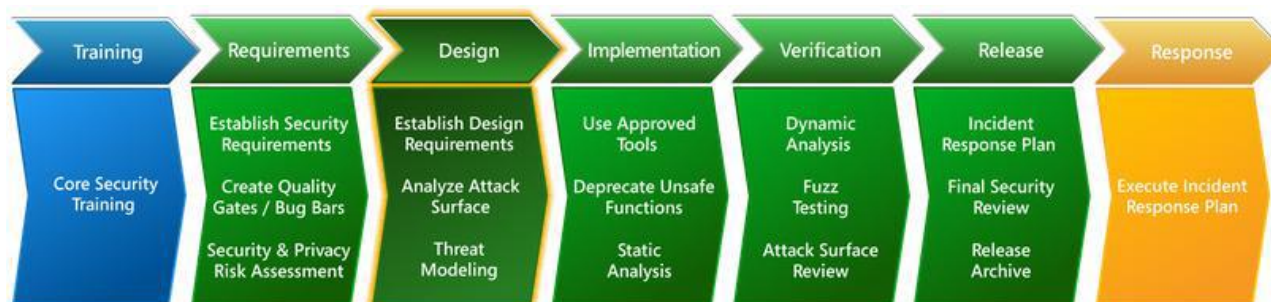 Training
Requirements
Design
Implementation
Verification
Release
Response
Core Security
Training
Establish Security
Requirements
Create Quality
Gates / Bug Bars
Security & Privacy
Risk Assessment
Establish Design
Requirements
Analyze Attack
Surface
Threat
Modeling
Use Approved
Tools
Deprecate Unsafe
Functions
Static
Analysis
Dynamic
Analysis
Fuzz
Testing
Attack Surface
Review
Incident
Response Plan
Final Security
Review
Release
Archive
Execute Incident
Response Plan